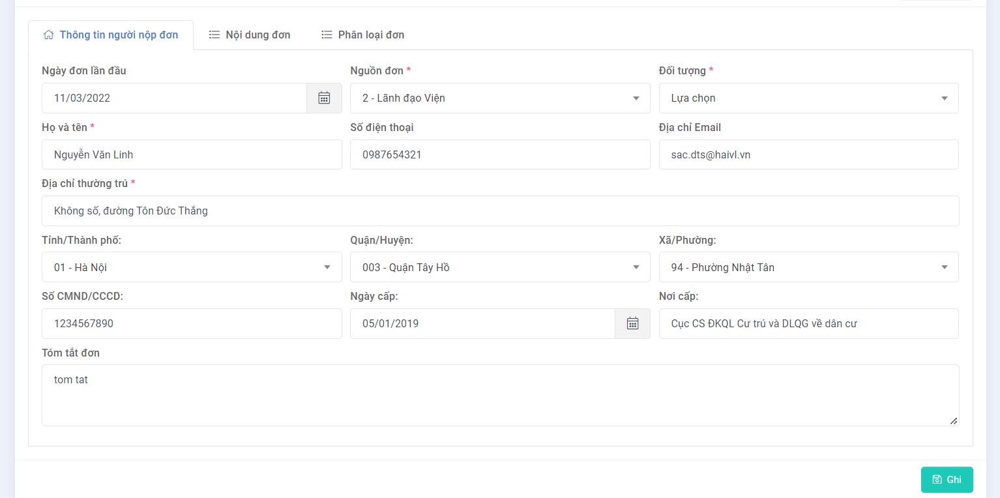 Thông tin người nộp đơn Nội dung đơn Phân loại đơn
Ngày đơn lần đầu Nguồn đơn * Đối tượng *
11/03/2022 2 - Lãnh đạo Viện Lựa chọn
Họ và tên * Số điện thoại Địa chỉ Email
Nguyễn Văn Linh 0987654321 sac.dts@haivl.vn
Địa chỉ thường trú *
Không số, đường Tôn Đức Thắng
Tỉnh/Thành phố: Quận/Huyện: Xã/Phường:
01 - Hà Nội 003 - Quận Tây Hồ 94 - Phường Nhật Tân
Số CMND/CCCD: Ngày cấp: Nơi cấp:
1234567890 05/01/2019 Cục CS ĐKQL Cư trú và DLQG về dân cư
Tóm tắt đơn
tom tat
Ghi